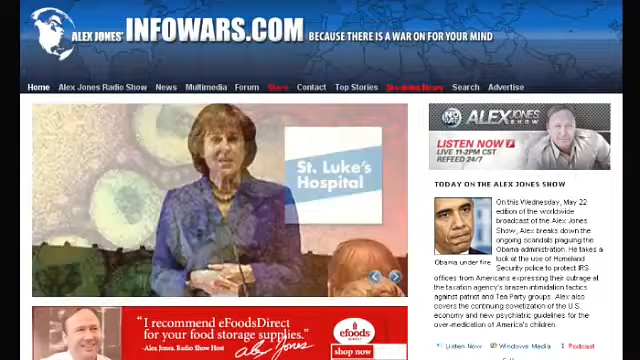 ALEX JONES' INFOWARS.COM BECAUSE THERE IS A WAR ON FOR YOUR MIND
Home Alex Jones Radio Show News Multimedia Forum Store Contact Top Stories Breaking News Search Advertise
St. Luke's
Hospital
ALEX JONES
SHOW
LISTEN NOW
LIVE 11-2PM CST
REFEED 24/7
TODAY ON THE ALEX JONES SHOW
On this Wednesday, May 22
edition of the worldwide
broadcast of the Alex Jones
Show, Alex breaks down the
ongoing scandals plaguing the
Obama administration. He takes a
look at the use of Homeland
Security police to protect IRS
Obama under fire
offices from Americans expressing their outrage at
the taxation agency's brazen intimidation tactics
against patriot and Tea Party groups. Alex also
covers the continuing sovietization of the U.S.
economy and new psychiatric guidelines for the
over-medication of America's children.
Listen Now Windows Media Podcast
"I recommend eFoodsDirect
for your food storage supplies."
-Alex Jones, Radio Show Host
Alex Jones
efoods
DIRECT
shop now